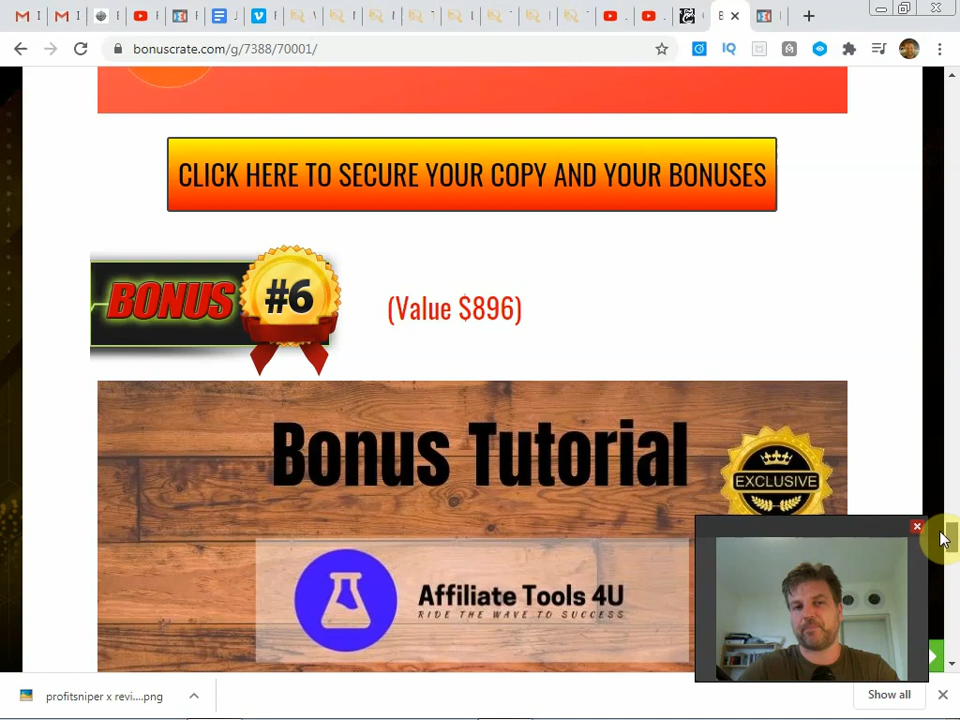 bonuscrate.com/g/7388/70001/
IQ
CLICK HERE TO SECURE YOUR COPY AND YOUR BONUSES
BONUS #6
(Value $896)
Bonus Tutorial
EXCLUSIVE
Affiliate Tools 4U
RIDE THE WAVE TO SUCCESS
profitsniper x revi....png
Show all